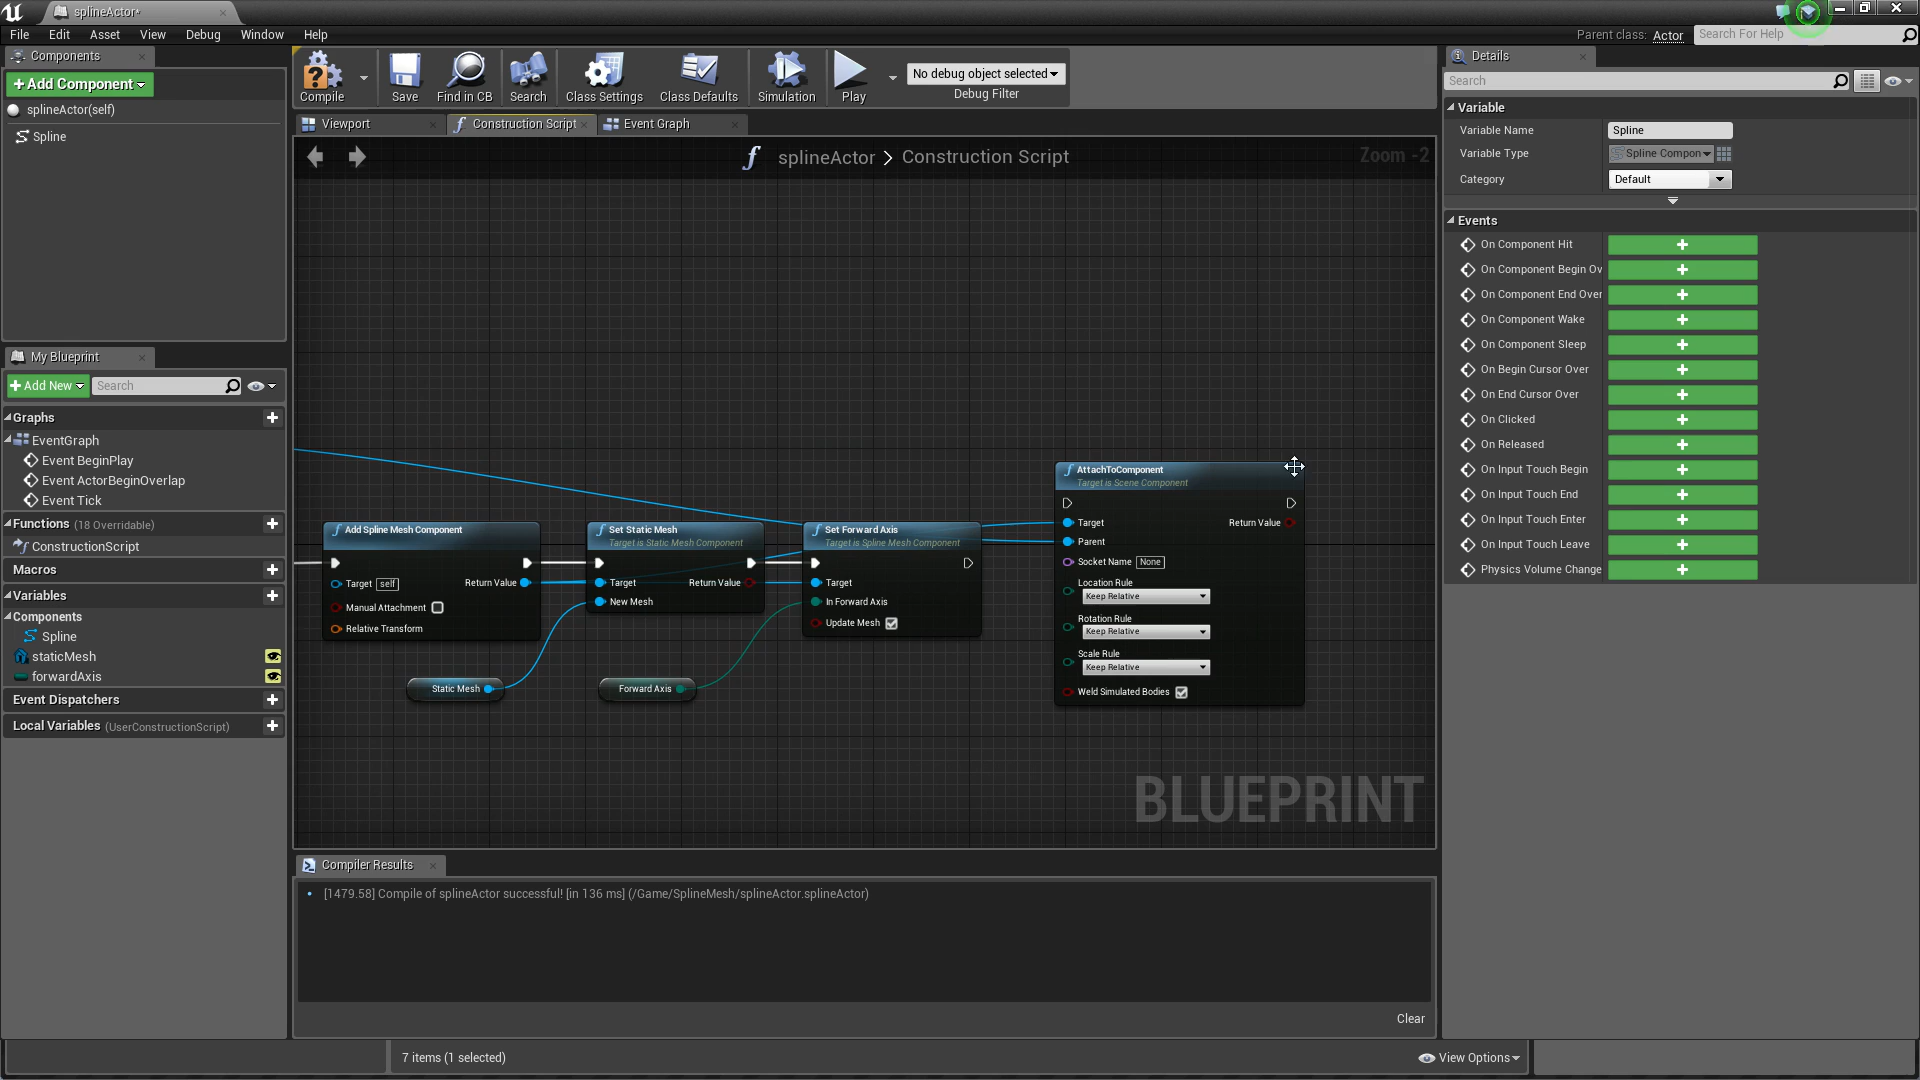 splineActor*
File Edit Asset View Debug Window Help
Parent class: Actor
Search For Help
Components
+Add Component
splineActor(self)
Spline
Compile
Save
Find in CB
Search
Class Settings
Class Defaults
Simulation
Play
No debug object selected
Debug Filter
Viewport
Construction Script
Event Graph
splineActor > Construction Script
Zoom -2
Add Spline Mesh Component
Target self
Return Value
Manual Attachment
Relative Transform
Set Static Mesh
Target is Static Mesh Component
Target
Return Value
New Mesh
Set Forward Axis
Target is Spline Mesh Component
Target
In Forward Axis
Update Mesh
Static Mesh
Forward Axis
AttachToComponent
Target is Scene Component
Target
Return Value
Parent
Socket Name None
Location Rule
Keep Relative
Rotation Rule
Keep Relative
Scale Rule
Keep Relative
Weld Simulated Bodies
BLUEPRINT
My Blueprint
+Add New
Search
Graphs
EventGraph
Event BeginPlay
Event ActorBeginOverlap
Event Tick
Functions (18 Overridable)
ConstructionScript
Macros
Variables
Components
Spline
staticMesh
forwardAxis
Event Dispatchers
Local Variables (UserConstructionScript)
Compiler Results
[1479.58] Compile of splineActor successful! [in 136 ms] (/Game/SplineMesh/splineActor.splineActor)
Clear
7 items (1 selected)
View Options
Details
Search
Variable
Variable Name Spline
Variable Type Spline Compon
Category Default
Events
On Component Hit
On Component Begin Ov
On Component End Over
On Component Wake
On Component Sleep
On Begin Cursor Over
On End Cursor Over
On Clicked
On Released
On Input Touch Begin
On Input Touch End
On Input Touch Enter
On Input Touch Leave
Physics Volume Change